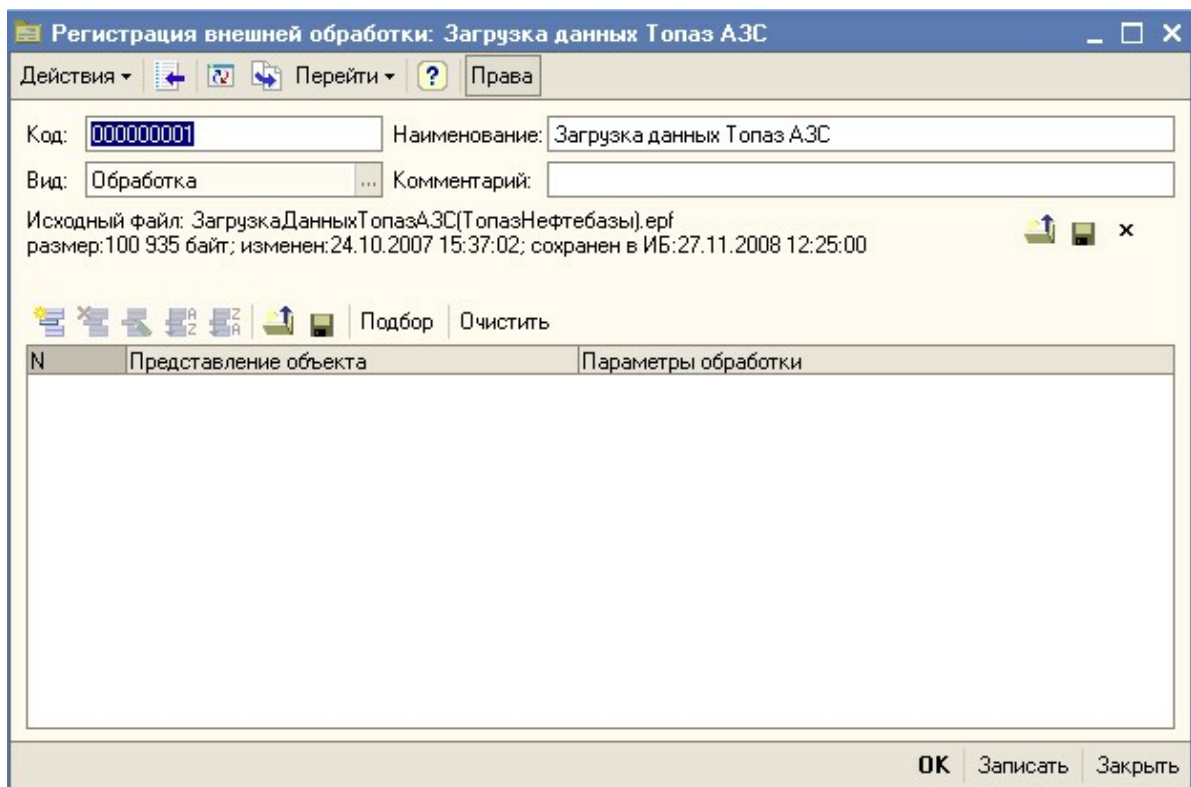 Регистрация внешней обработки: Загрузка данных Топаз АЗС
Действия Перейти ? Права
Код: 000000001 Наименование: Загрузка данных Топаз АЗС
Вид: Обработка ... Комментарий:
Исходный файл: ЗагрузкаДанныхТопазАЗС(ТопазНефтебазы).epf
размер:100 935 байт; изменен:24.10.2007 15:37:02; сохранен в ИБ:27.11.2008 12:25:00
Подбор Очистить
N Представление объекта Параметры обработки
OK Записать Закрыть